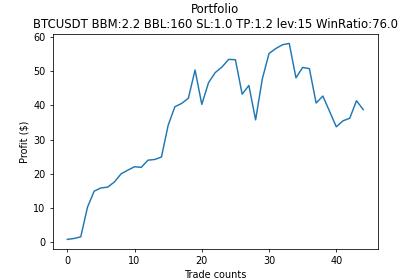 Portfolio
BTCUSDT BBM:2.2 BBL:160 SL:1.0 TP:1.2 lev:15 WinRatio:76.0
60
50
40
30
20
10
0
Profit ($)
0 10 20 30 40
Trade counts